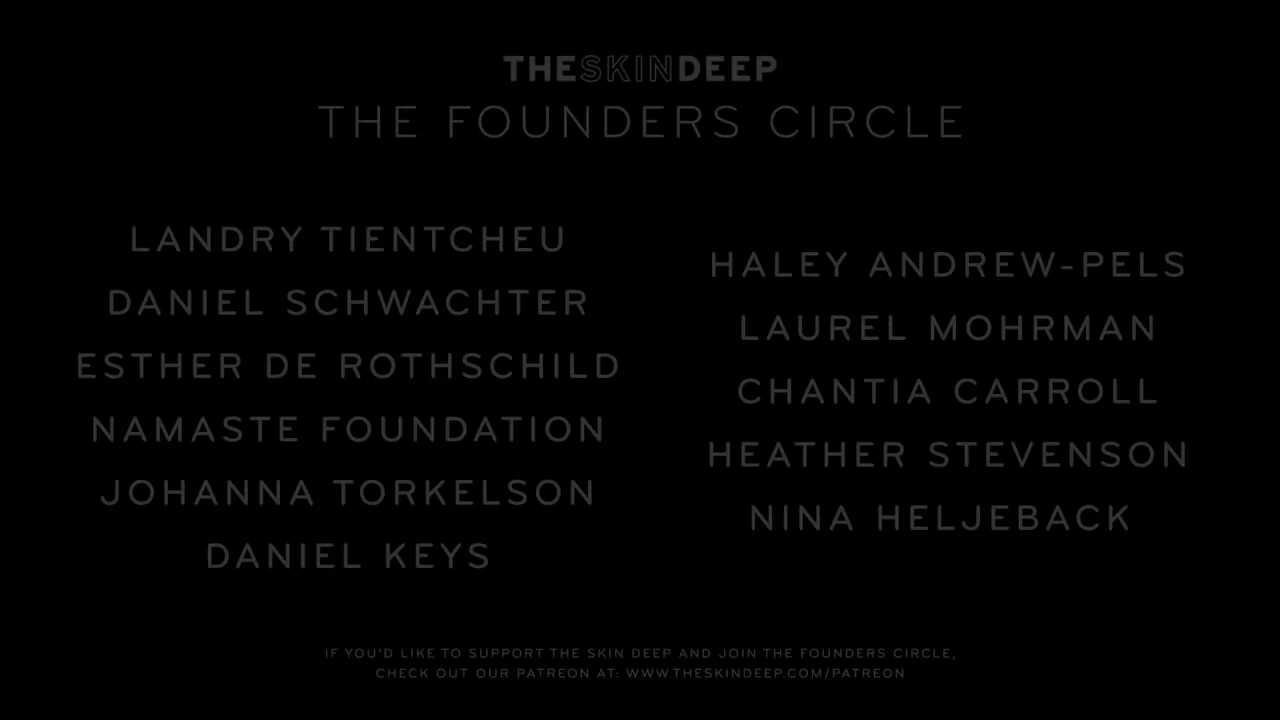 THESKINDEEP
THE FOUNDERS CIRCLE
LANDRY TIENTCHEU
DANIEL SCHWACHTER
ESTHER DE ROTHSCHILD
NAMASTE FOUNDATION
JOHANNA TORKELSON
DANIEL KEYS
HALEY ANDREW-PELS
LAUREL MOHRMAN
CHANTIA CARROLL
HEATHER STEVENSON
NINA HELJEBACK
IF YOU'D LIKE TO SUPPORT THE SKIN DEEP AND JOIN THE FOUNDERS CIRCLE,
CHECK OUT OUR PATREON AT: WWW.THESKINDEEP.COM/PATREON